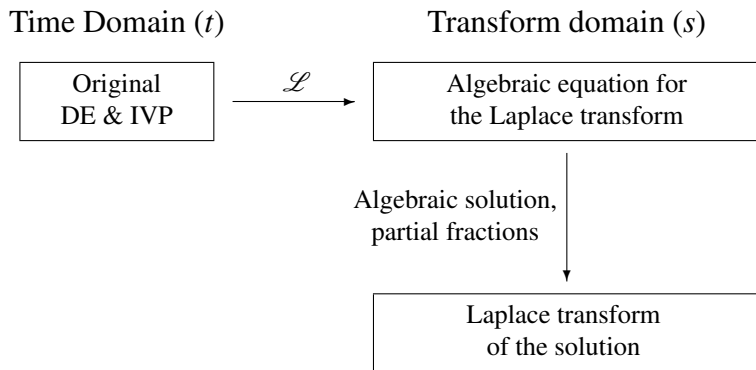 Time Domain (t)
Transform domain (s)
Original
DE & IVP
ℒ
Algebraic equation for
the Laplace transform
Algebraic solution,
partial fractions
Laplace transform
of the solution